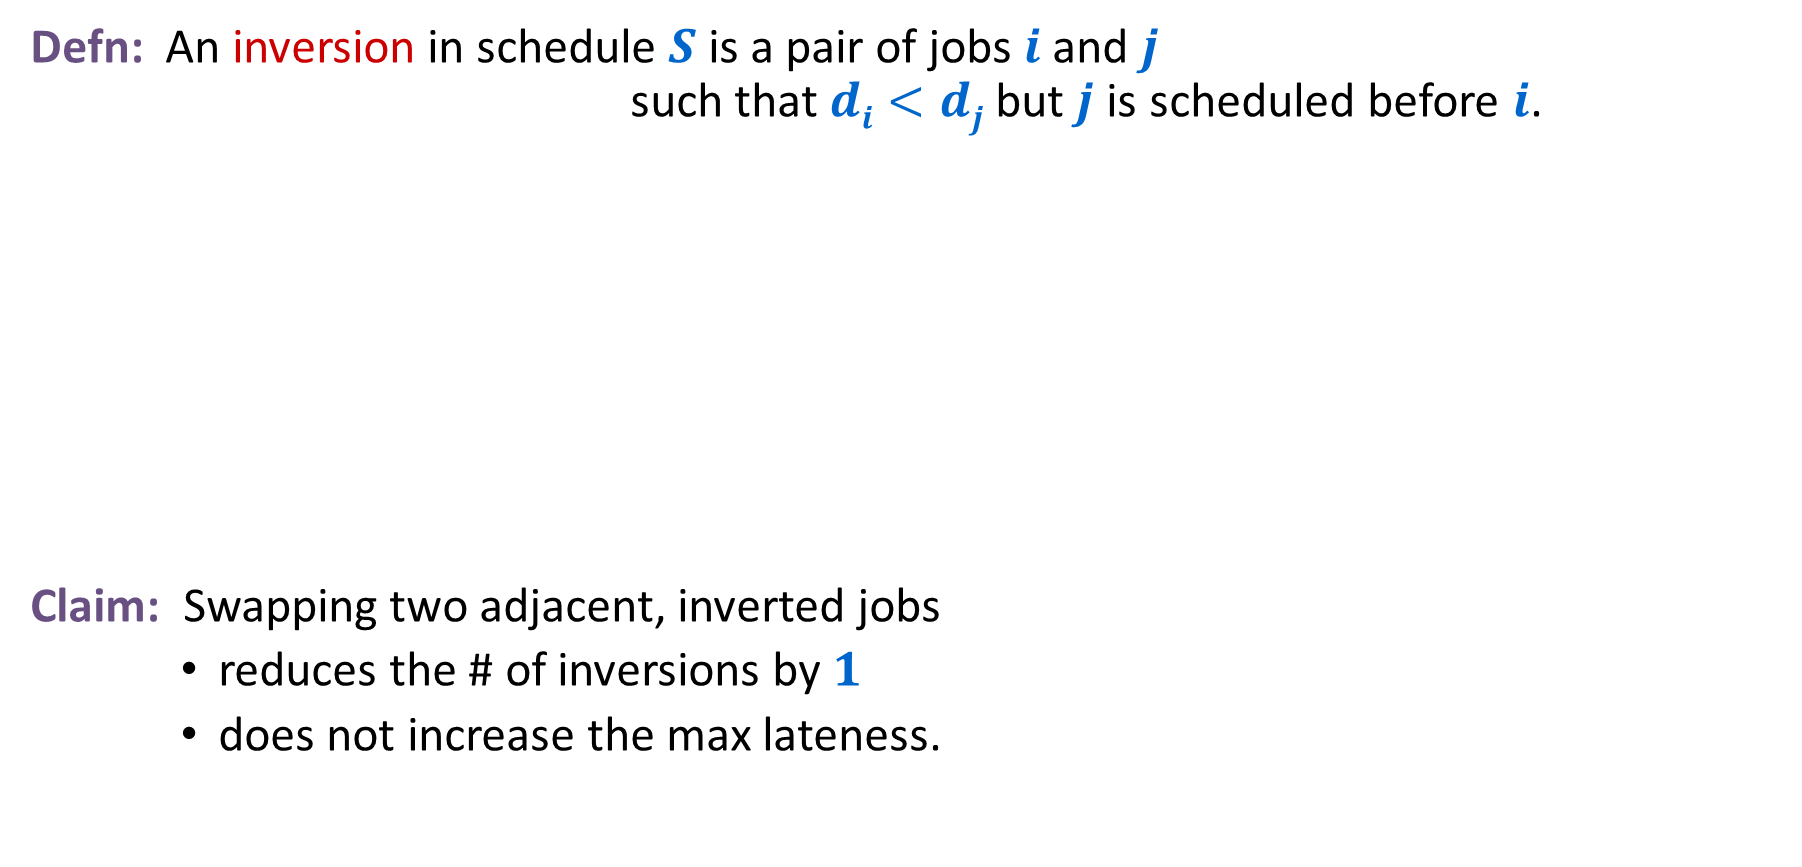 Defn: An inversion in schedule S is a pair of jobs i and j
such that d_i < d_j but j is scheduled before i.
Claim: Swapping two adjacent, inverted jobs
• reduces the # of inversions by 1
• does not increase the max lateness.